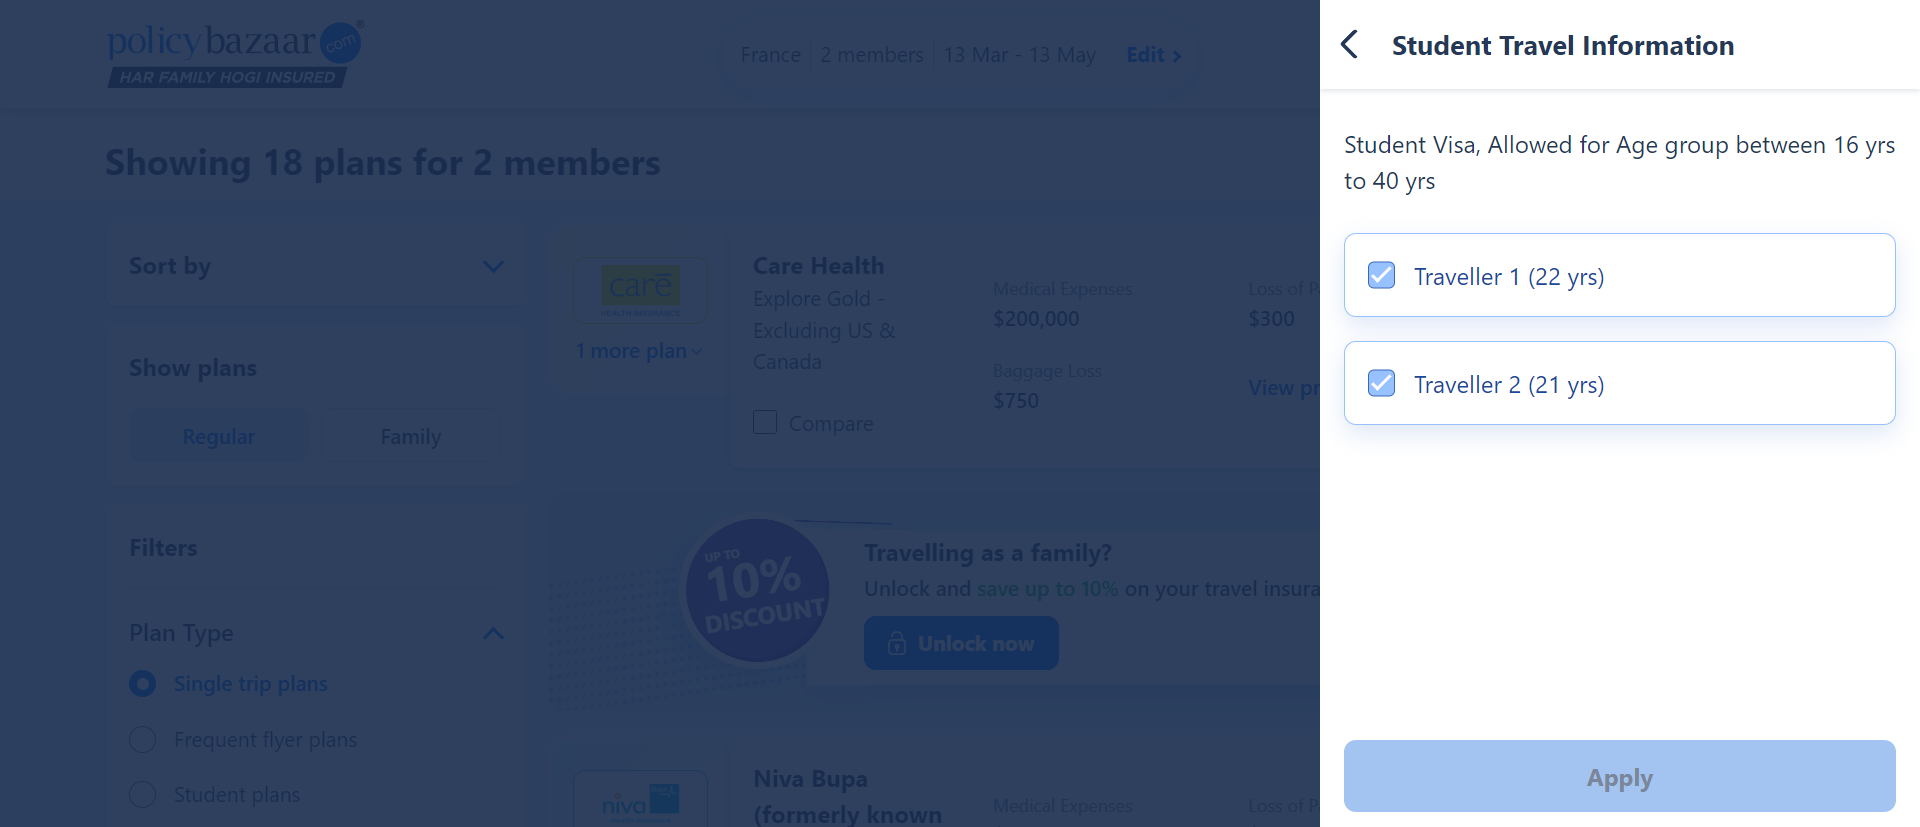 policybazaar com
HAR FAMILY HOGI INSURED
France 2 members 13 Mar - 13 May Edit
Showing 18 plans for 2 members
Sort by
Show plans
Regular Family
Filters
Plan Type
Single trip plans
Frequent flyer plans
Student plans
care
HEALTH INSURANCE
1 more plan
Care Health
Explore Gold -
Excluding US &
Canada
Compare
Medical Expenses
$200,000
Loss of
$300
Baggage Loss
$750
View
UP TO
10%
DISCOUNT
Travelling as a family?
Unlock and save up to 10% on your travel
Unlock now
niva
Niva Bupa
(formerly known
Medical Expenses
Loss of
Student Travel Information
Student Visa, Allowed for Age group between 16 yrs
to 40 yrs
Traveller 1 (22 yrs)
Traveller 2 (21 yrs)
Apply